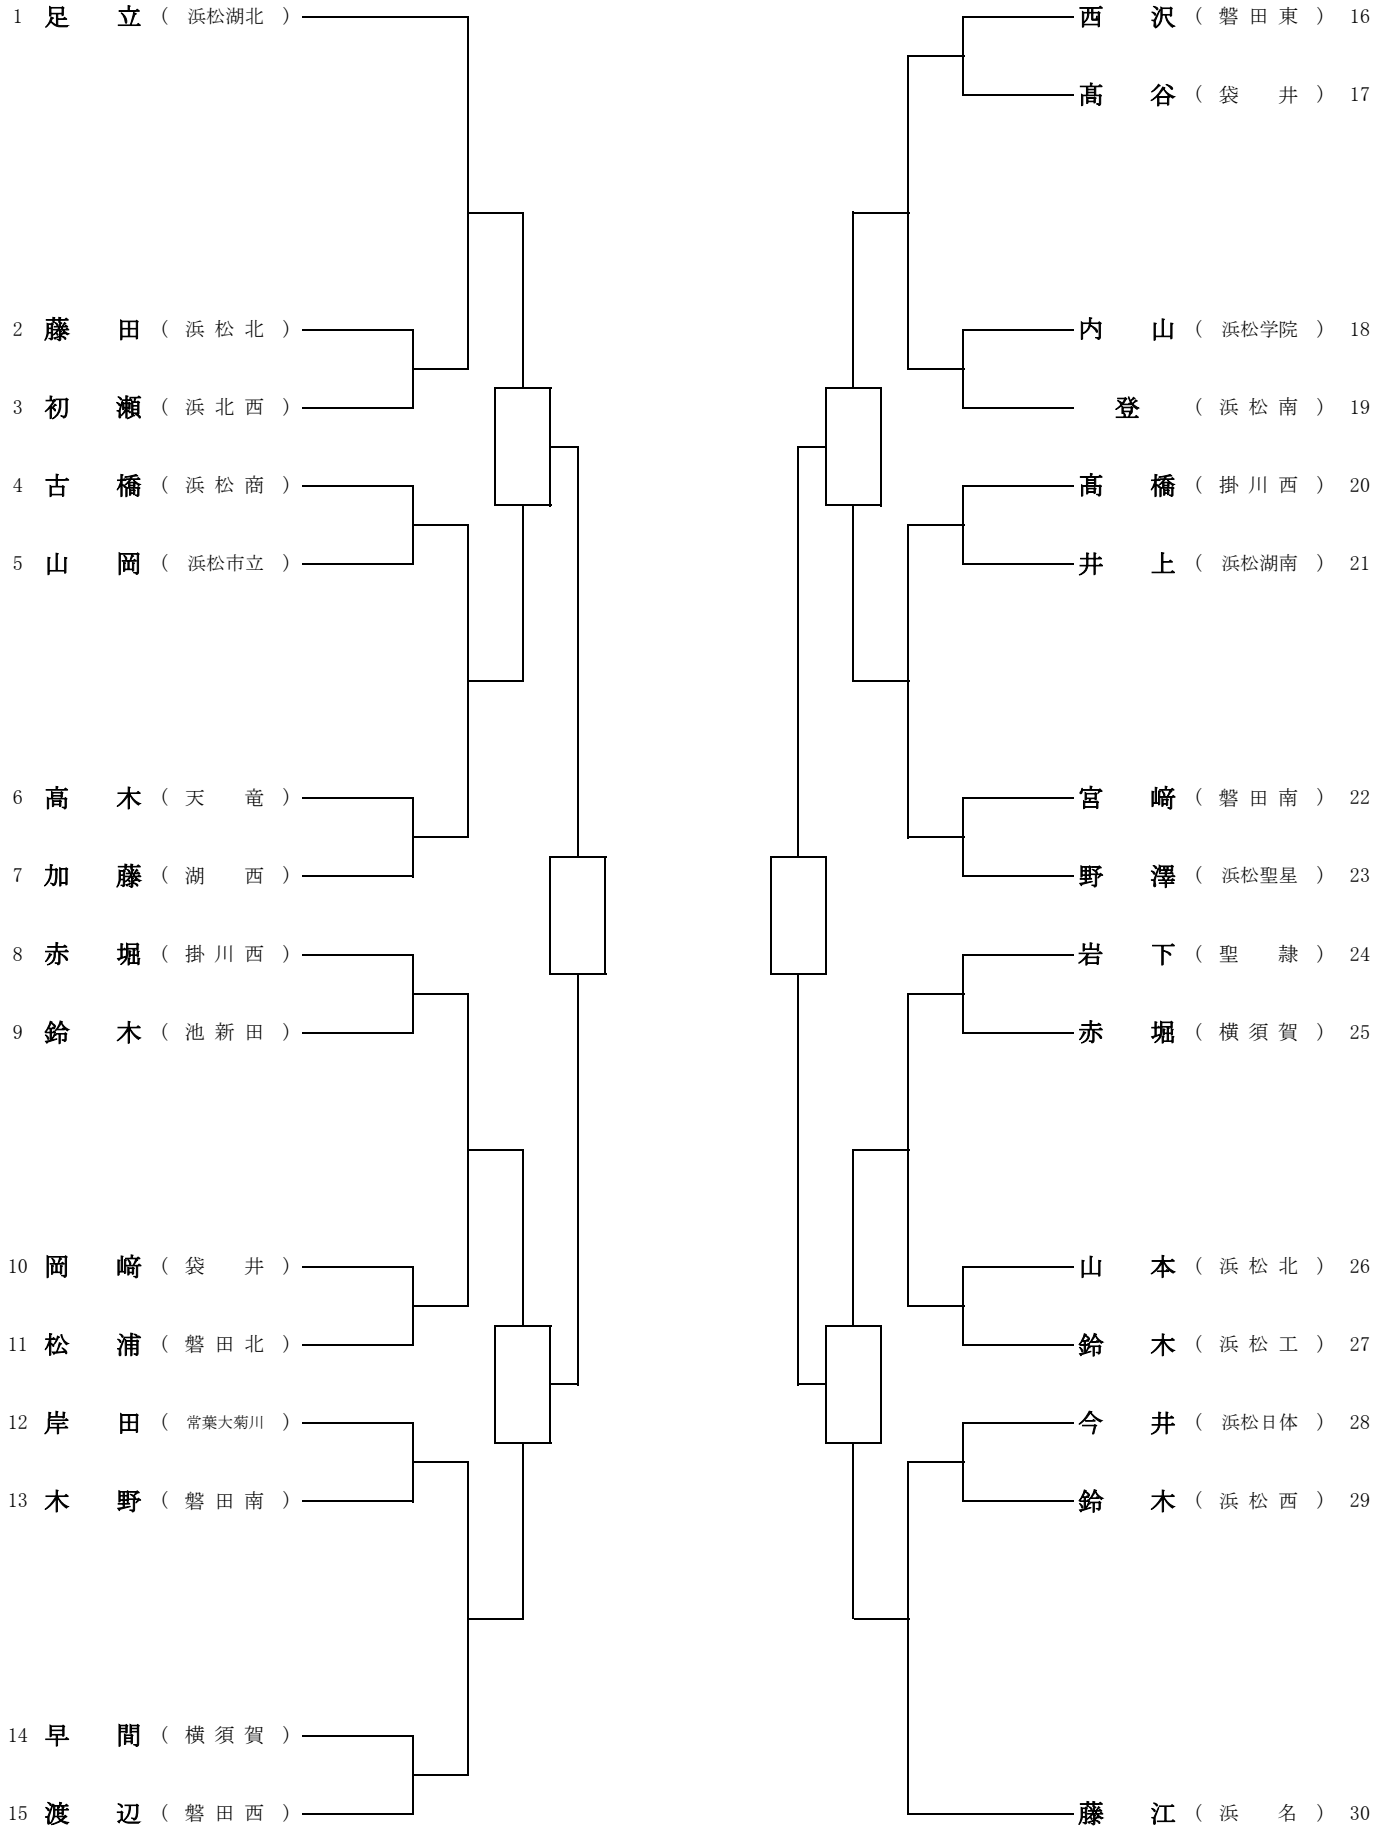 1 足 立 （ 浜松湖北 ）
2 藤 田 （ 浜 松 北 ）
3 初 瀬 （ 浜 北 西 ）
4 古 橋 （ 浜 松 商 ）
5 山 岡 （ 浜松市立 ）
6 髙 木 （ 天 竜 ）
7 加 藤 （ 湖 西 ）
8 赤 堀 （ 掛 川 西 ）
9 鈴 木 （ 池 新 田 ）
10 岡 﨑 （ 袋 井 ）
11 松 浦 （ 磐 田 北 ）
12 岸 田 （ 常葉大菊川 ）
13 木 野 （ 磐 田 南 ）
14 早 間 （ 横 須 賀 ）
15 渡 辺 （ 磐 田 西 ）
西 沢 （ 磐 田 東 ） 16
髙 谷 （ 袋 井 ） 17
内 山 （ 浜松学院 ） 18
登 （ 浜 松 南 ） 19
髙 橋 （ 掛 川 西 ） 20
井 上 （ 浜松湖南 ） 21
宮 﨑 （ 磐 田 南 ） 22
野 澤 （ 浜松聖星 ） 23
岩 下 （ 聖 隷 ） 24
赤 堀 （ 横 須 賀 ） 25
山 本 （ 浜 松 北 ） 26
鈴 木 （ 浜 松 工 ） 27
今 井 （ 浜松日体 ） 28
鈴 木 （ 浜 松 西 ） 29
藤 江 （ 浜 名 ） 30